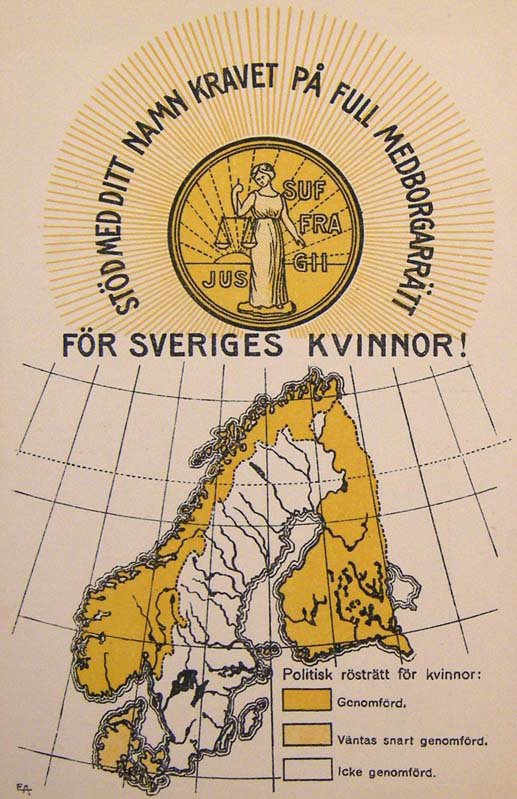 STÖD MED DITT NAMN KRAVET PÅ FULL MEDBORGARRÄTT
JUS SUF
FRA
GII
FÖR SVERIGES KVINNOR!
Politisk rösträtt för kvinnor:
Genomförd.
Väntas snart genomförd.
Icke genomförd.
EA